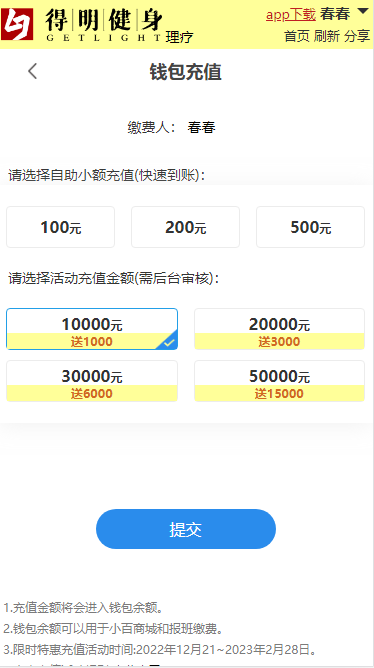 得明健身
GETLIGHT理疗
app下载 春春
首页 刷新 分享
钱包充值
缴费人： 春春
请选择自助小额充值(快速到账)：
100元 200元 500元
请选择活动充值金额(需后台审核)：
10000元 20000元
送1000 送3000
30000元 50000元
送6000 送15000
提交
1.充值金额将会进入钱包余额。
2.钱包余额可以用于小百商城和报班缴费。
3.限时特惠充值活动时间:2022年12月21~2023年2月28日。